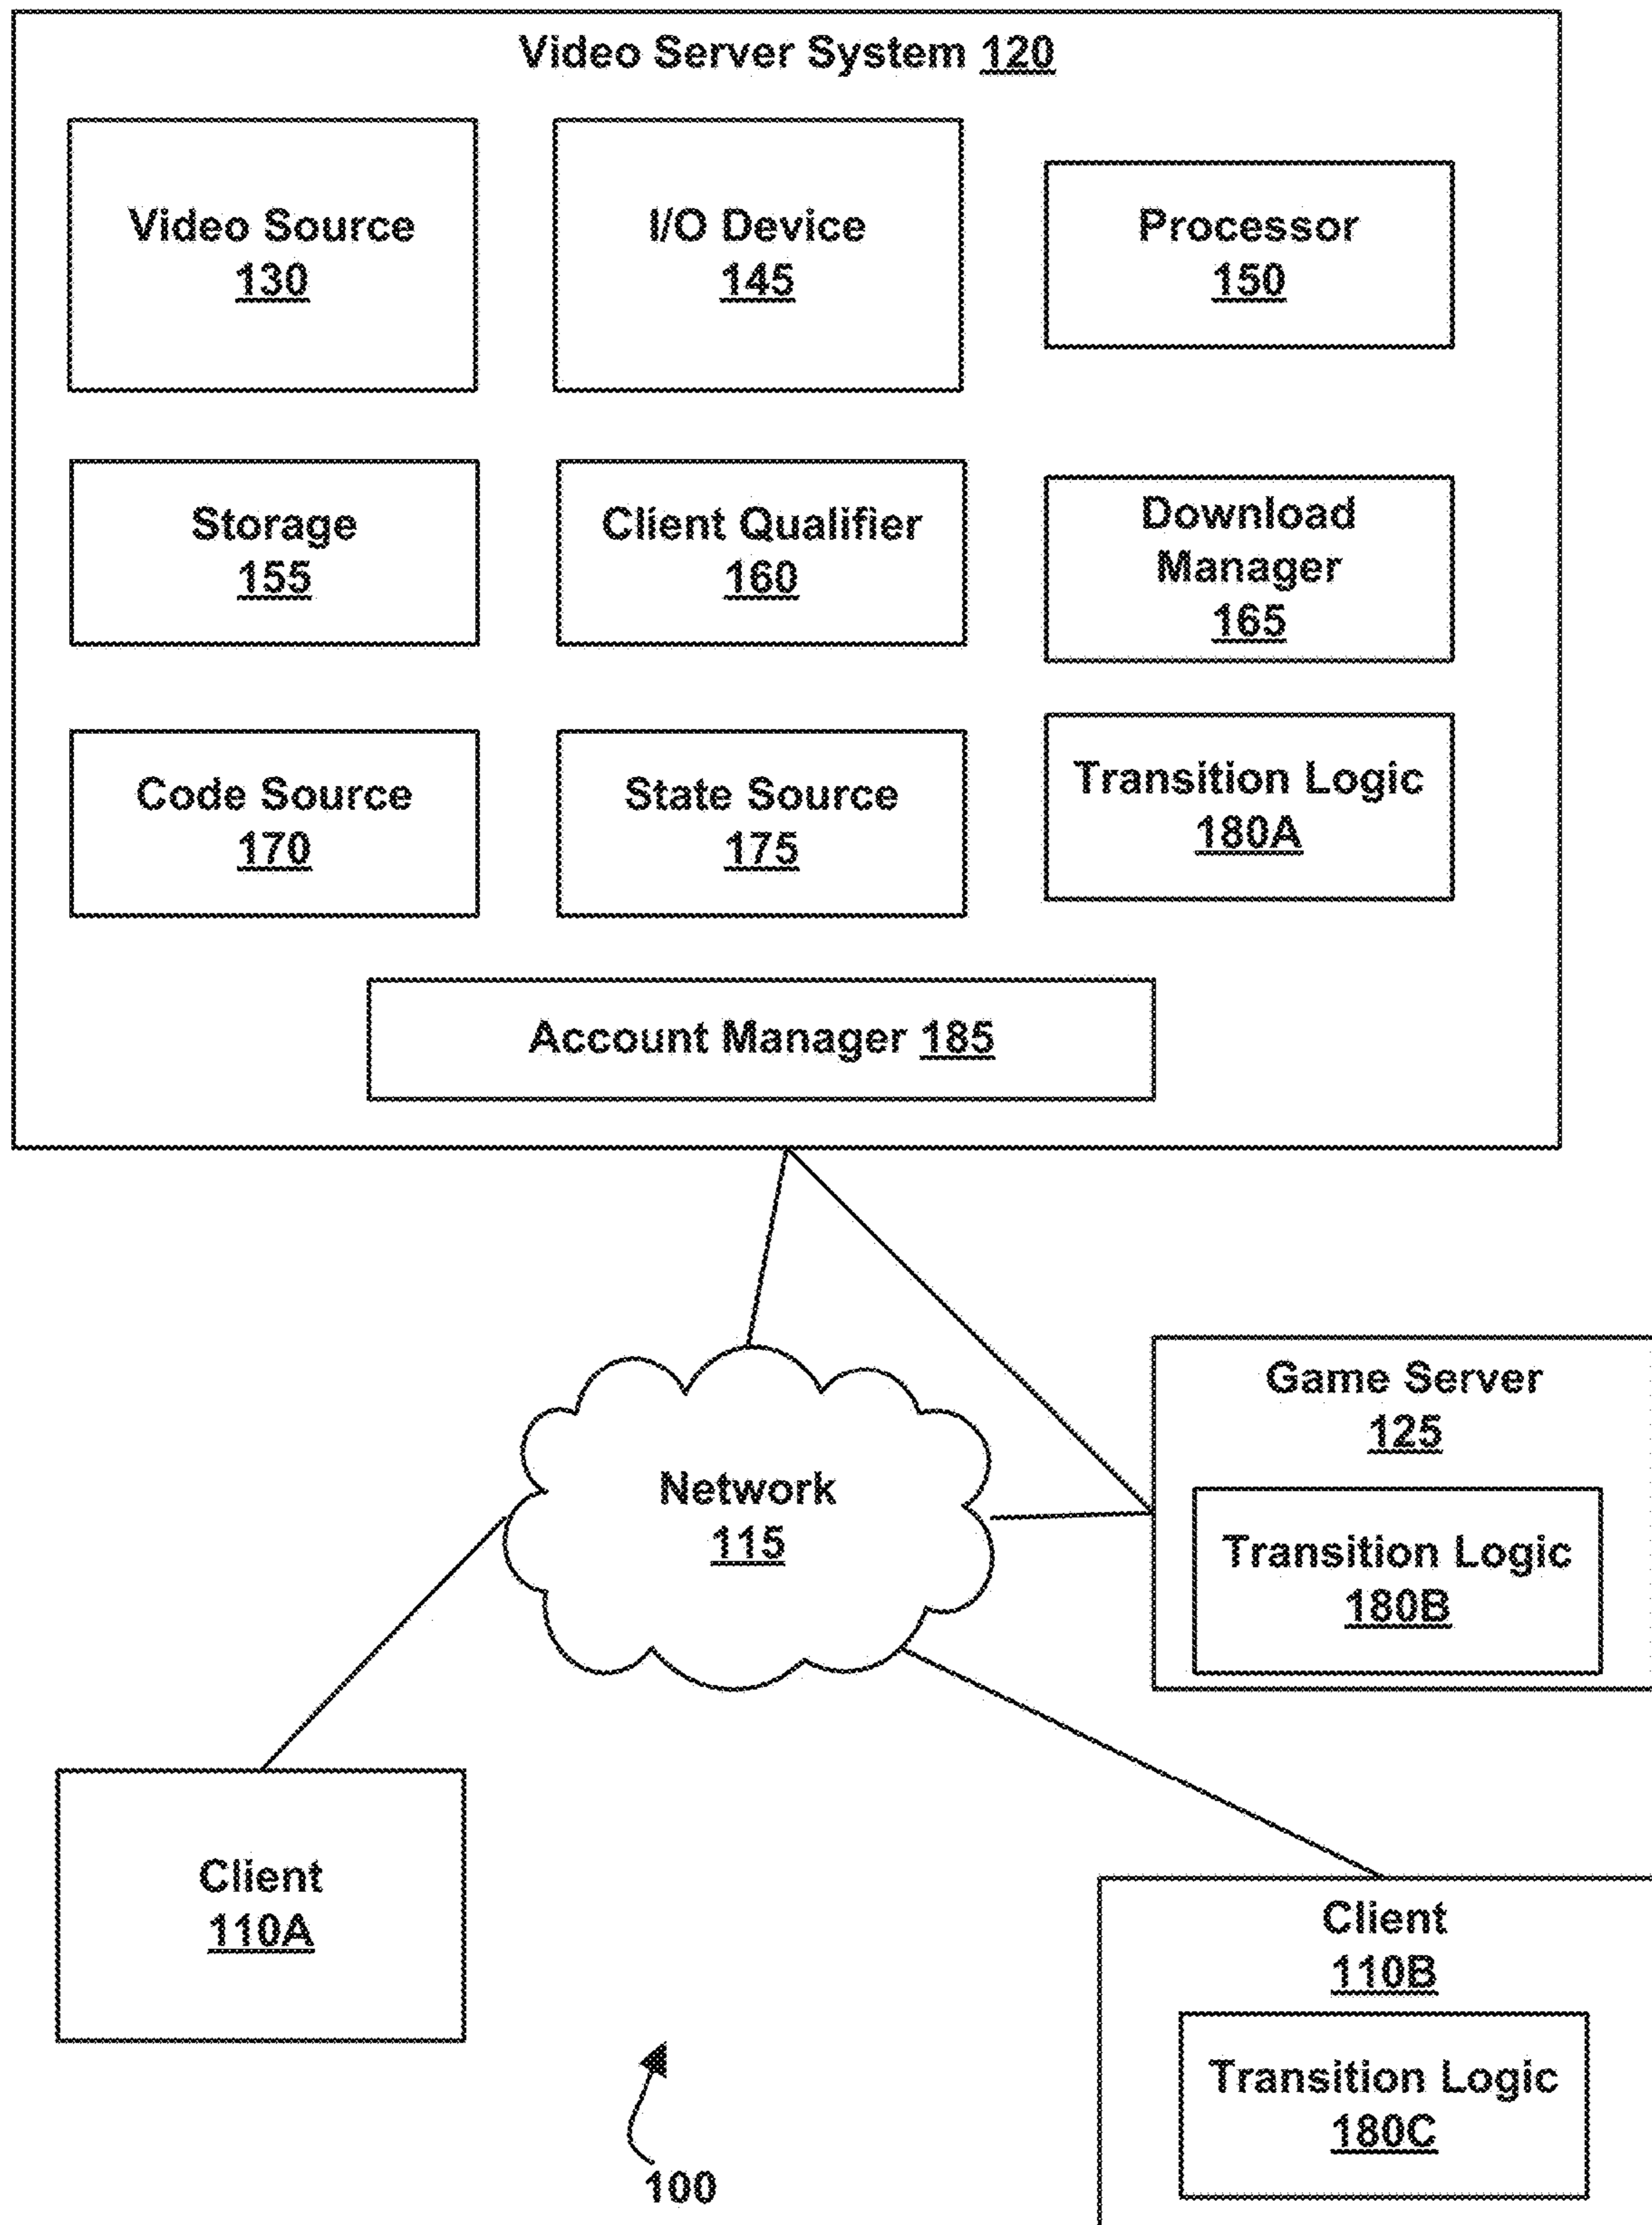 Video Server System 120
Video Source
130
I/O Device
145
Processor
150
Storage
155
Client Qualifier
160
Download
Manager
165
Code Source
170
State Source
175
Transition Logic
180A
Account Manager 185
Game Server
125
Transition Logic
180B
Network
115
Client
110A
Client
110B
Transition Logic
180C
100